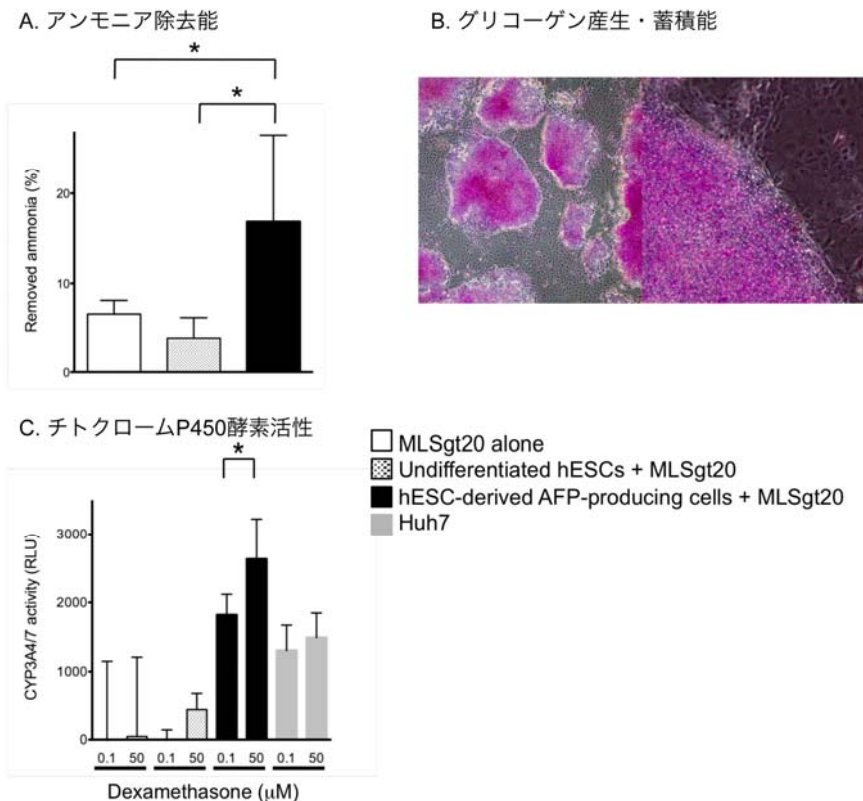 A. アンモニア除去能
B. グリコーゲン産生・蓄積能
*
*
Removed ammonia (%)
20
10
0
C. チトクロームP450酵素活性
*
MLSgt20 alone
Undifferentiated hESCs + MLSgt20
hESC-derived AFP-producing cells + MLSgt20
Huh7
CYP3A4/7 activity (RLU)
3000
2000
1000
0
0.1 50 0.1 50 0.1 50 0.1 50
Dexamethasone (μM)